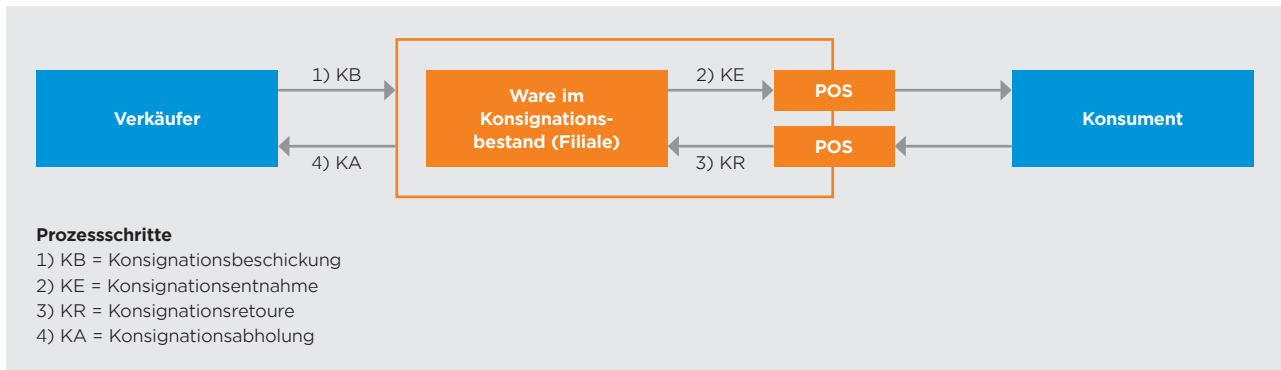 1) KB
2) KE
Verkäufer
Ware im
Konsignations-
bestand (Filiale)
POS
POS
Konsument
4) KA
3) KR
Prozessschritte
1) KB = Konsignationsbeschickung
2) KE = Konsignationsentnahme
3) KR = Konsignationsretoure
4) KA = Konsignationsabholung